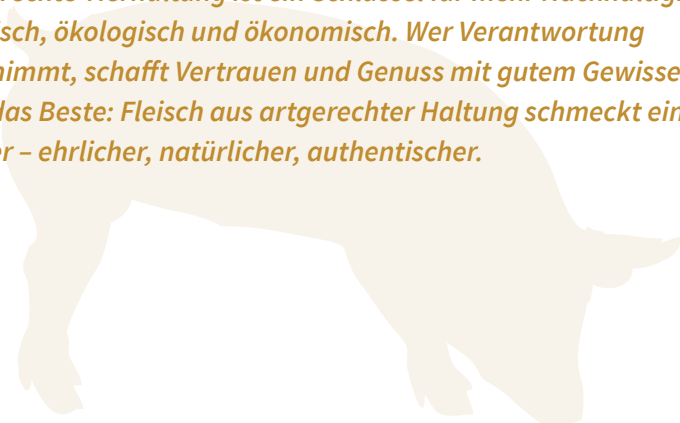 isch, ökologisch und ökonomisch. Wer Verantwortung
nimmt, schafft Vertrauen und Genuss mit gutem Gewisse
das Beste: Fleisch aus artgerechter Haltung schmeckt ein
er – ehrlicher, natürlicher, authentischer.